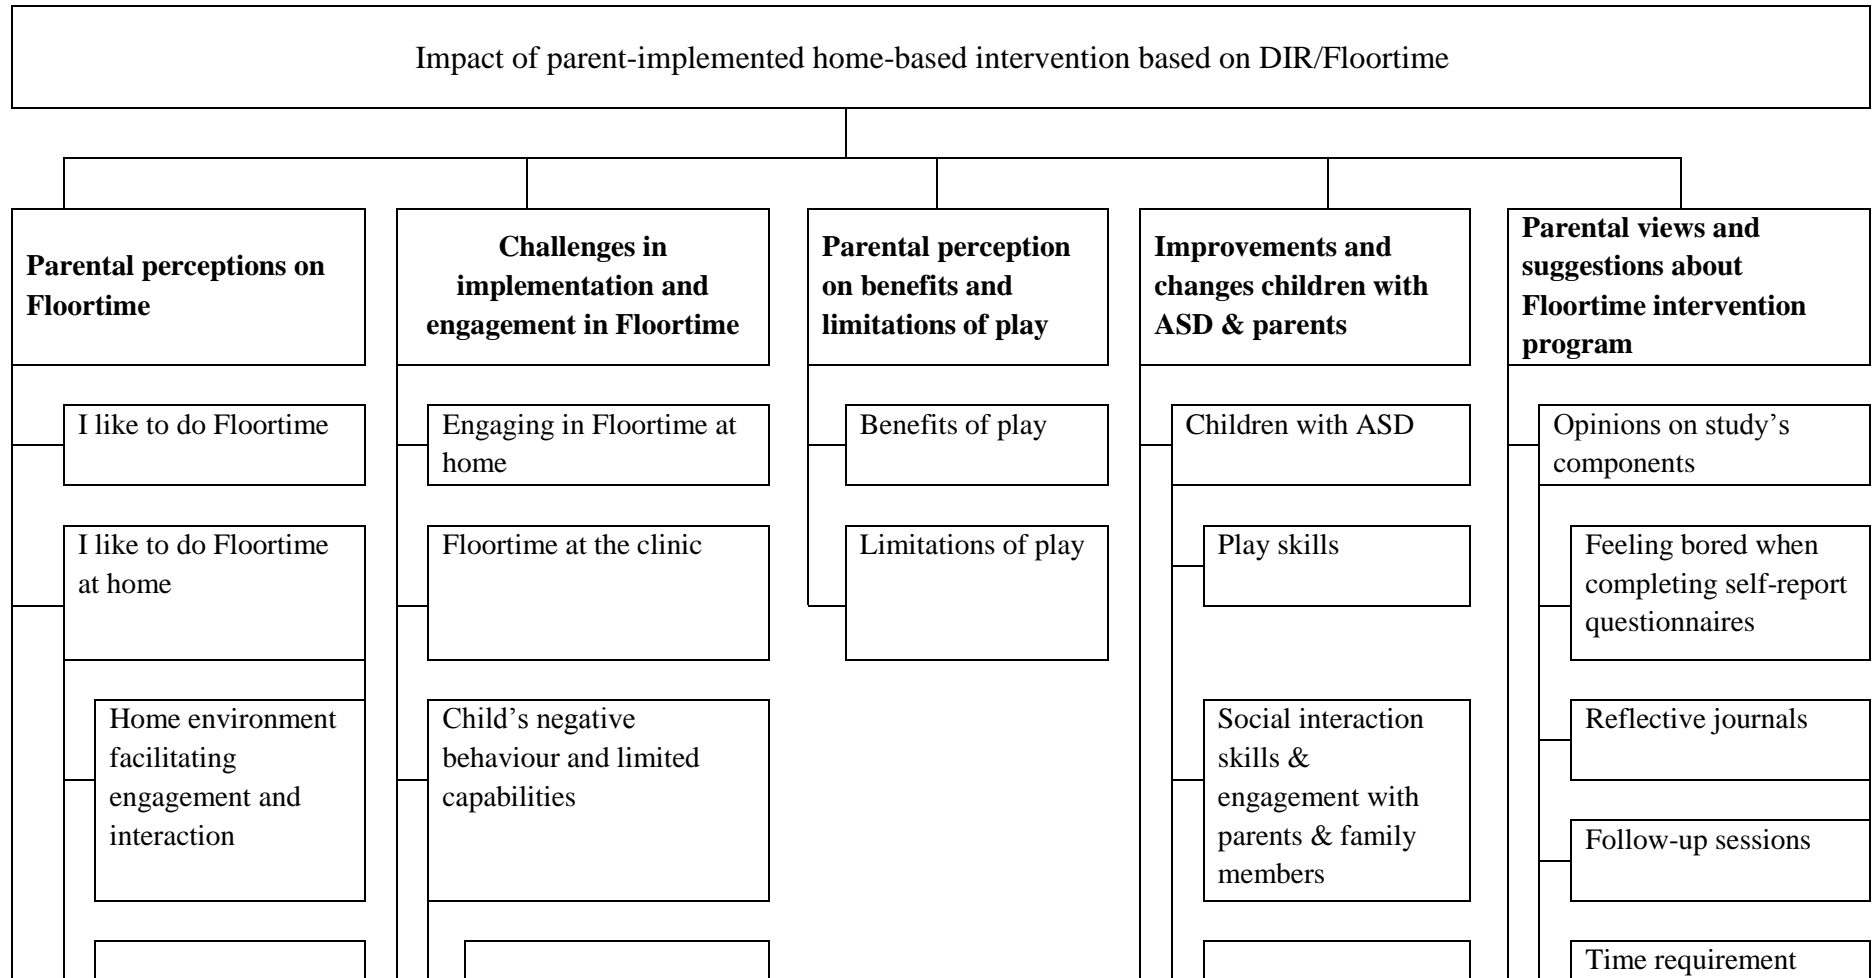 Impact of parent-implemented home-based intervention based on DIR/Floortime
Parental perceptions on
Floortime
I like to do Floortime
I like to do Floortime
at home
Home environment
facilitating
engagement and
interaction
Challenges in
implementation and
engagement in Floortime
Engaging in Floortime at
home
Floortime at the clinic
Child’s negative
behaviour and limited
capabilities
Parental perception
on benefits and
limitations of play
Benefits of play
Limitations of play
Improvements and
changes children with
ASD & parents
Children with ASD
Play skills
Social interaction
skills &
engagement with
parents & family
members
Parental views and
suggestions about
Floortime intervention
program
Opinions on study’s
components
Feeling bored when
completing self-report
questionnaires
Reflective journals
Follow-up sessions
Time requirement